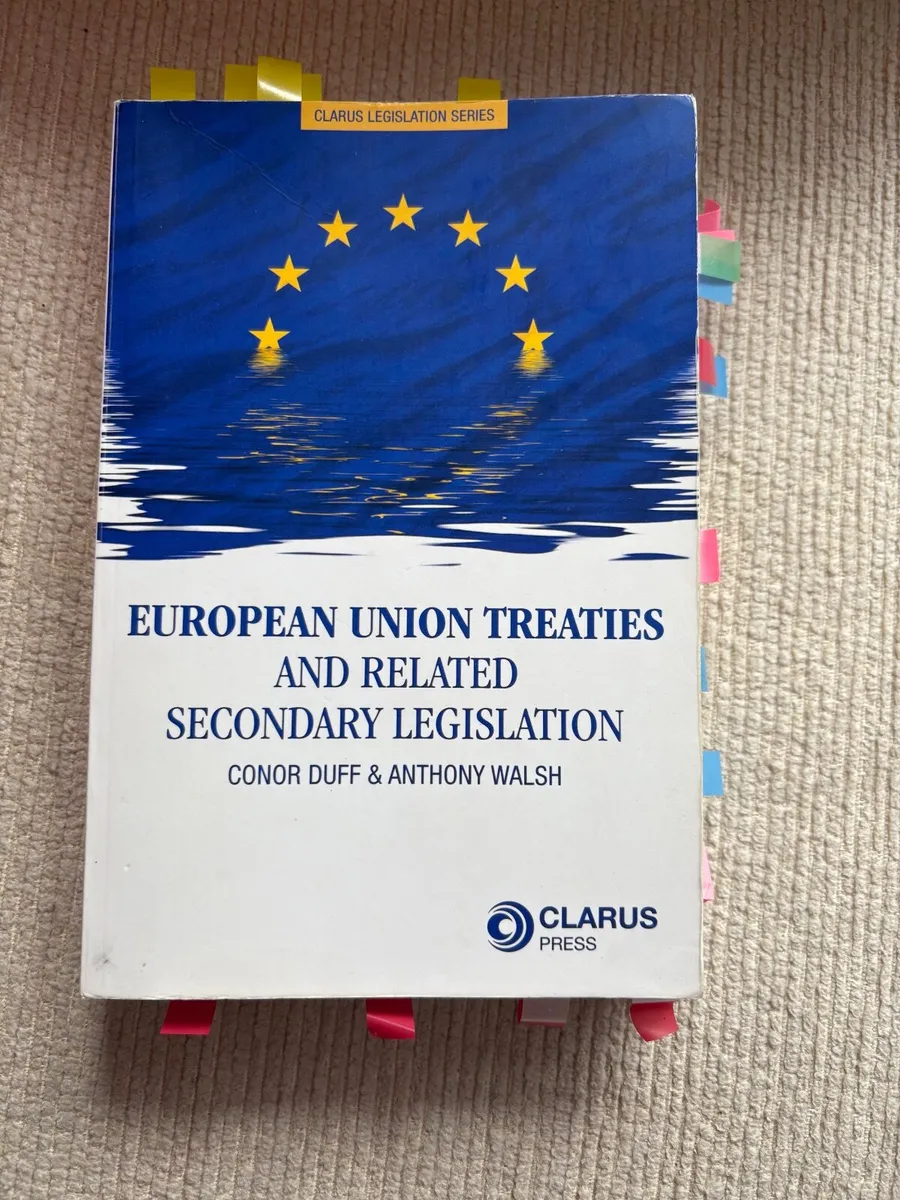 CLARUS LEGISLATION SERIES
EUROPEAN UNION TREATIES
AND RELATED
SECONDARY LEGISLATION
CONOR DUFF & ANTHONY WALSH
CLARUS
PRESS